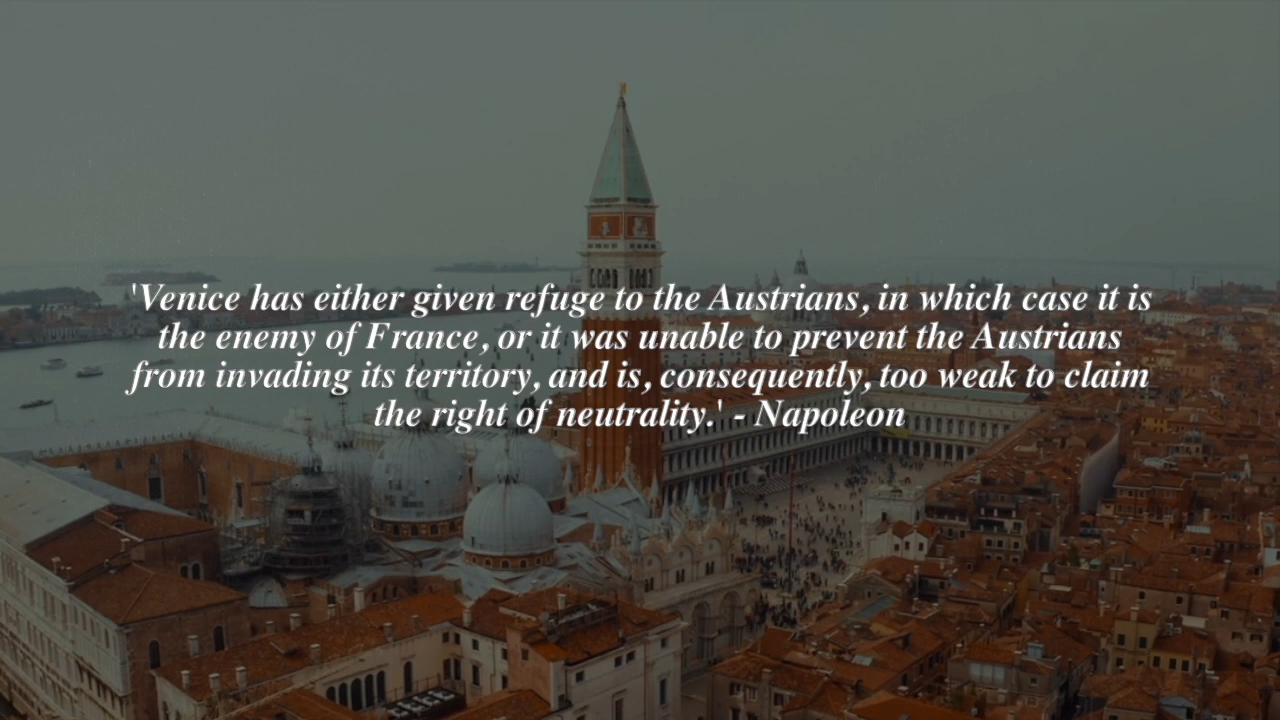 'Venice has either given refuge to the Austrians, in which case it is
the enemy of France, or it was unable to prevent the Austrians
from invading its territory, and is, consequently, too weak to claim
the right of neutrality.' - Napoleon